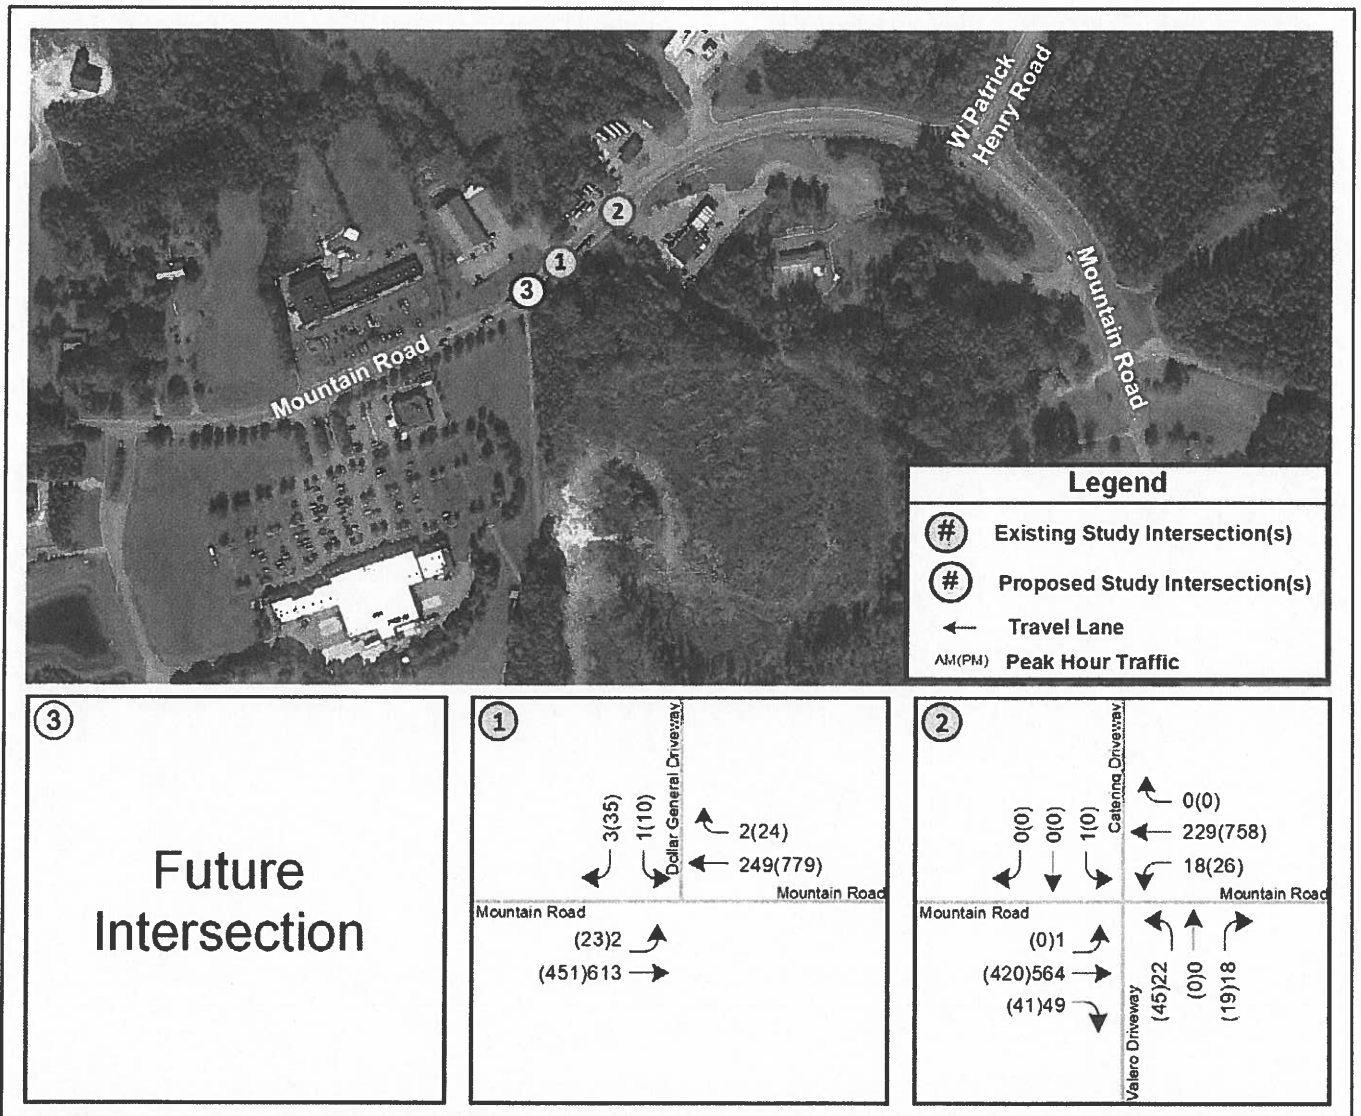 W Patrick
Henry Road
2
1
3
Mountain Road
Mountain Road
Legend
# Existing Study Intersection(s)
# Proposed Study Intersection(s)
Travel Lane
AM(PM) Peak Hour Traffic
3
Future
Intersection
1
Dollar General Driveway
3(35)
1(10)
2(24)
249(779)
Mountain Road
Mountain Road
(23)2
(451)613
2
Catering Driveway
0(0)
0(0)
1(0)
0(0)
229(758)
18(26)
Mountain Road
Mountain Road
(0)1
(420)564
(41)49
(45)22
(0)0
(19)18
Valero Driveway